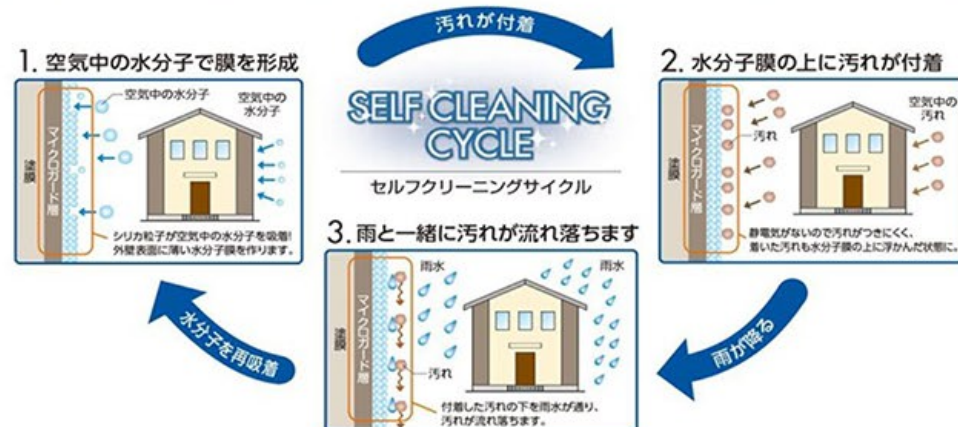 汚れが付着
1. 空気中の水分子で膜を形成
空気中の水分子
空気中の
水分子
マイクロガード層
塗膜
シリカ粒子が空気中の水分子を吸着!
外壁表面に薄い水分子膜を作ります。
SELF CLEANING
CYCLE
セルフクリーニングサイクル
2. 水分子膜の上に汚れが付着
汚れ
空気中の
汚れ
マイクロガード層
塗膜
静電気がないので汚れがつきにくく、
着いた汚れも水分子膜の上に浮かんだ状態に。
雨が降る
3. 雨と一緒に汚れが流れ落ちます
雨水
雨水
マイクロガード層
塗膜
汚れ
付着した汚れの下を雨水が通り、
汚れが流れ落ちます。
水分子を再吸着